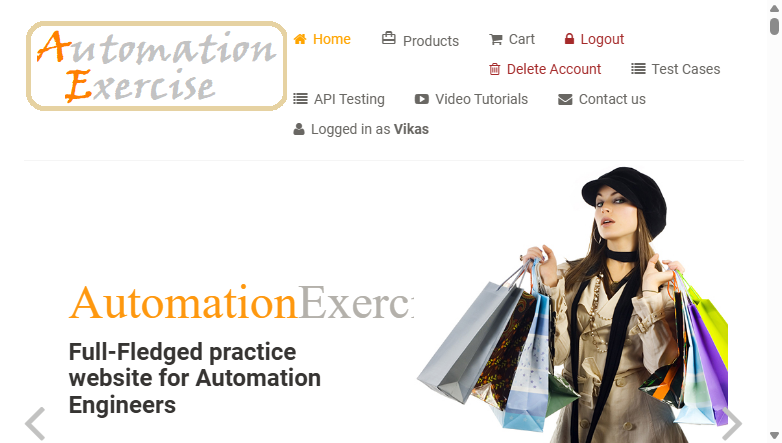 Automation
Exercise
Home Products Cart Logout
Delete Account Test Cases
API Testing Video Tutorials Contact us
Logged in as Vikas
AutomationExerc
Full-Fledged practice
website for Automation
Engineers